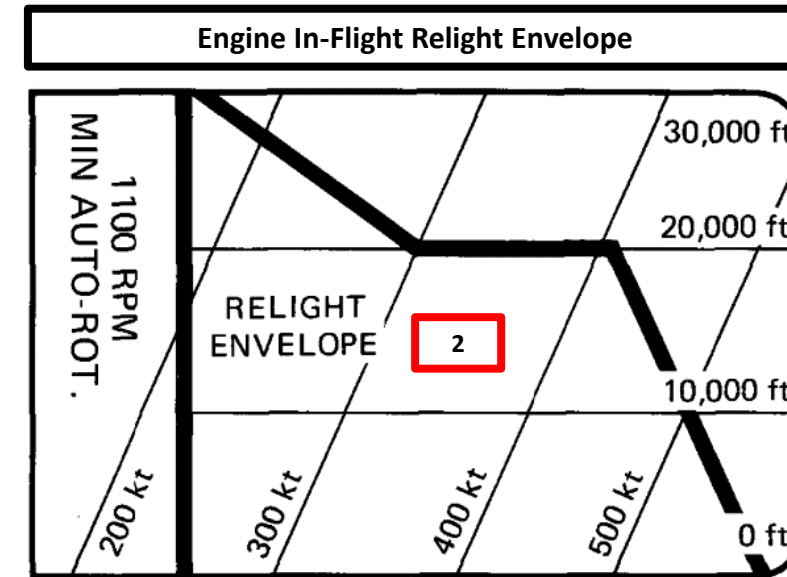 Engine In-Flight Relight Envelope
1100 RPM
MIN AUTO-ROT.
30,000 ft
20,000 ft
RELIGHT
ENVELOPE
2
10,000 ft
200 kt
300 kt
400 kt
500 kt
0 ft